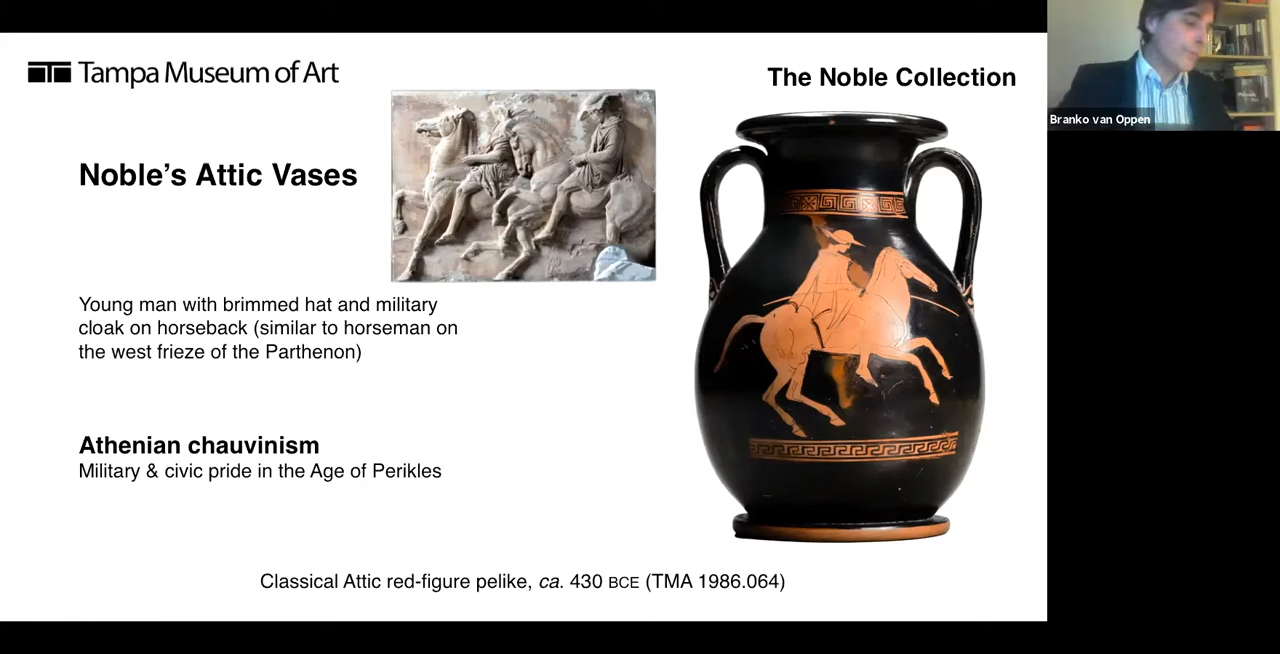 Tampa Museum of Art
The Noble Collection
Branko van Oppen
Noble's Attic Vases
Young man with brimmed hat and military
cloak on horseback (similar to horseman on
the west frieze of the Parthenon)
Athenian chauvinism
Military & civic pride in the Age of Perikles
Classical Attic red-figure pelike, ca. 430 BCE (TMA 1986.064)